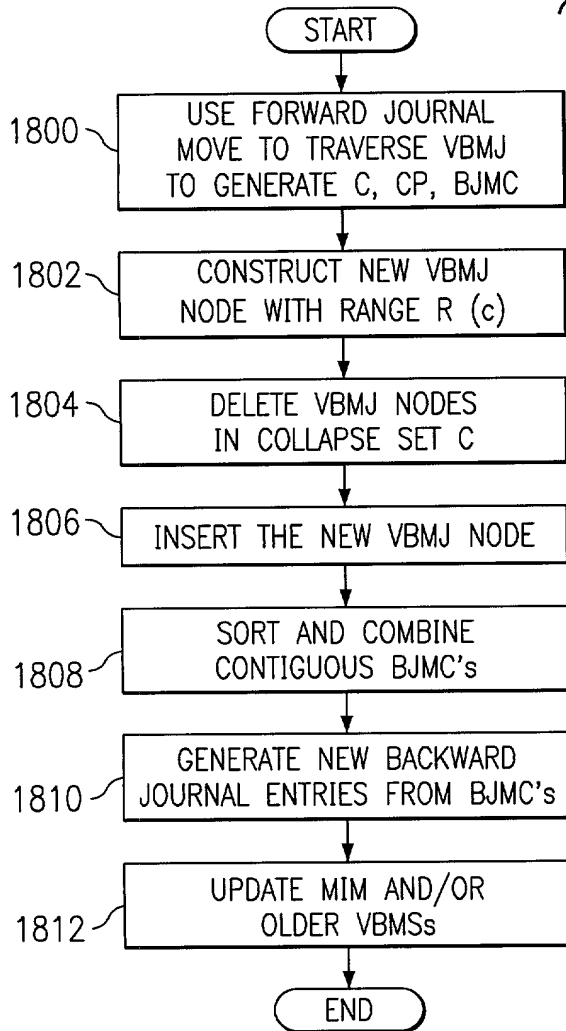 START
1800
USE FORWARD JOURNAL
MOVE TO TRAVERSE VBMJ
TO GENERATE C, CP, BJMC
1802
CONSTRUCT NEW VBMJ
NODE WITH RANGE R (c)
1804
DELETE VBMJ NODES
IN COLLAPSE SET C
1806
INSERT THE NEW VBMJ NODE
1808
SORT AND COMBINE
CONTIGUOUS BJMC's
1810
GENERATE NEW BACKWARD
JOURNAL ENTRIES FROM BJMC's
1812
UPDATE MIM AND/OR
OLDER VBMSs
END